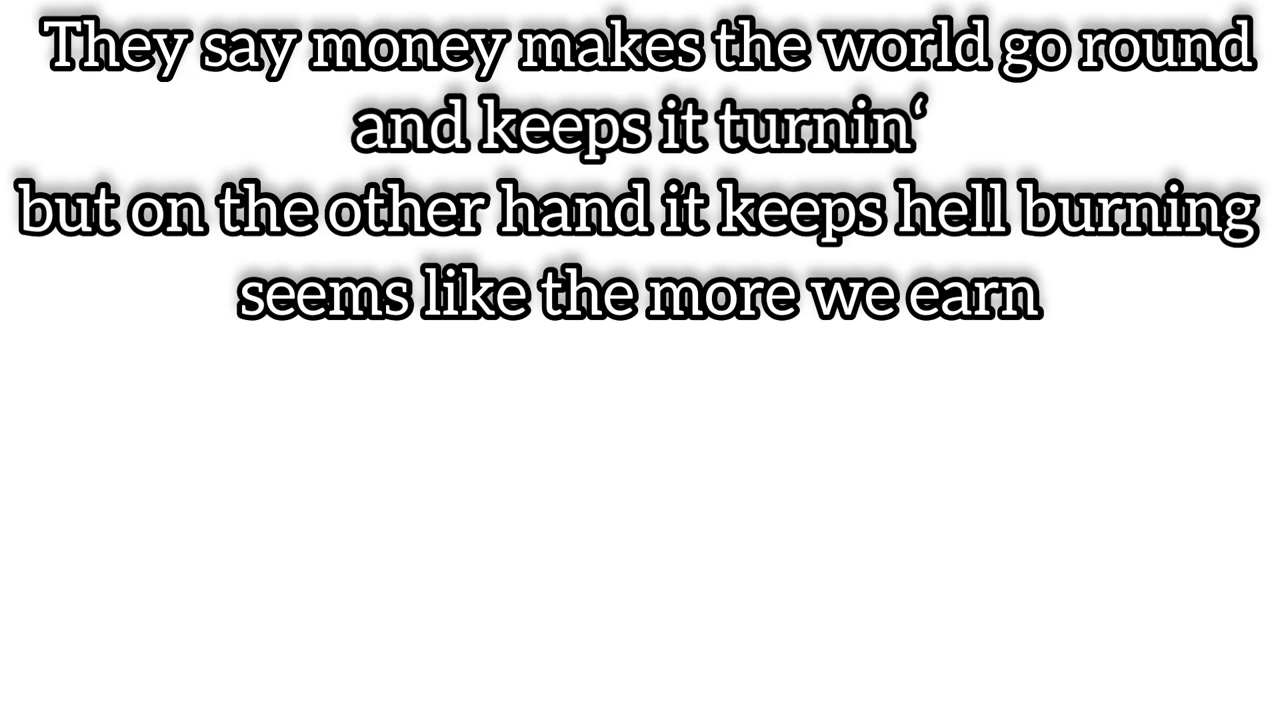 They say money makes the world go round
and keeps it turnin‘
but on the other hand it keeps hell burning
seems like the more we earn